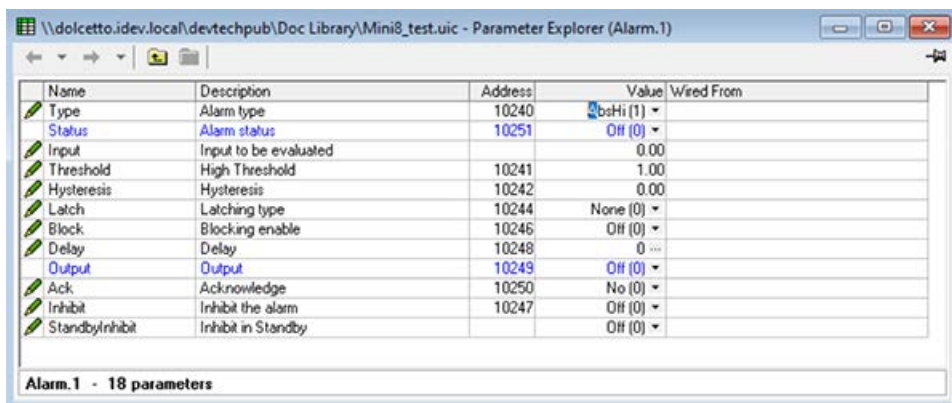 \\dolcetto.idev.local\devtechpub\Doc Library\Mini8_test.uic - Parameter Explorer (Alarm.1)
Name Description Address Value Wired From
Type Alarm type 10240 AbsHi (1)
Status Alarm status 10251 Off (0)
Input Input to be evaluated 0.00
Threshold High Threshold 10241 1.00
Hysteresis Hysteresis 10242 0.00
Latch Latching type 10244 None (0)
Block Blocking enable 10246 Off (0)
Delay Delay 10248 0 ...
Output Output 10249 Off (0)
Ack Acknowledge 10250 No (0)
Inhibit Inhibit the alarm 10247 Off (0)
StandbyInhibit Inhibit in Standby Off (0)
Alarm.1 - 18 parameters